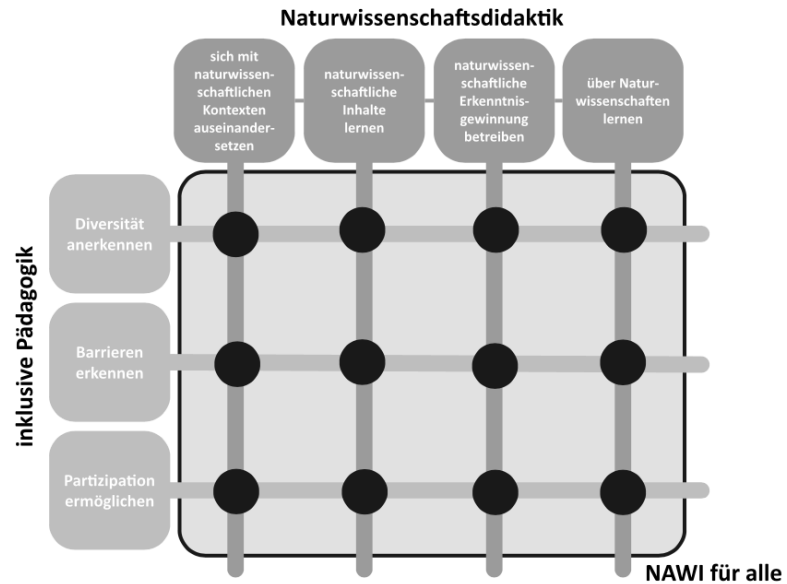 Naturwissenschaftsdidaktik
sich mit
naturwissen-
schaftlichen
Kontexten
auseinander-
setzen
naturwissen-
schaftliche
Inhalte
lernen
naturwissen-
schaftliche
Erkenntnis-
gewinnung
betreiben
über Natur-
wissenschaften
lernen
inklusive Pädagogik
Diversität
anerkennen
Barrieren
erkennen
Partizipation
ermöglichen
NAWI für alle